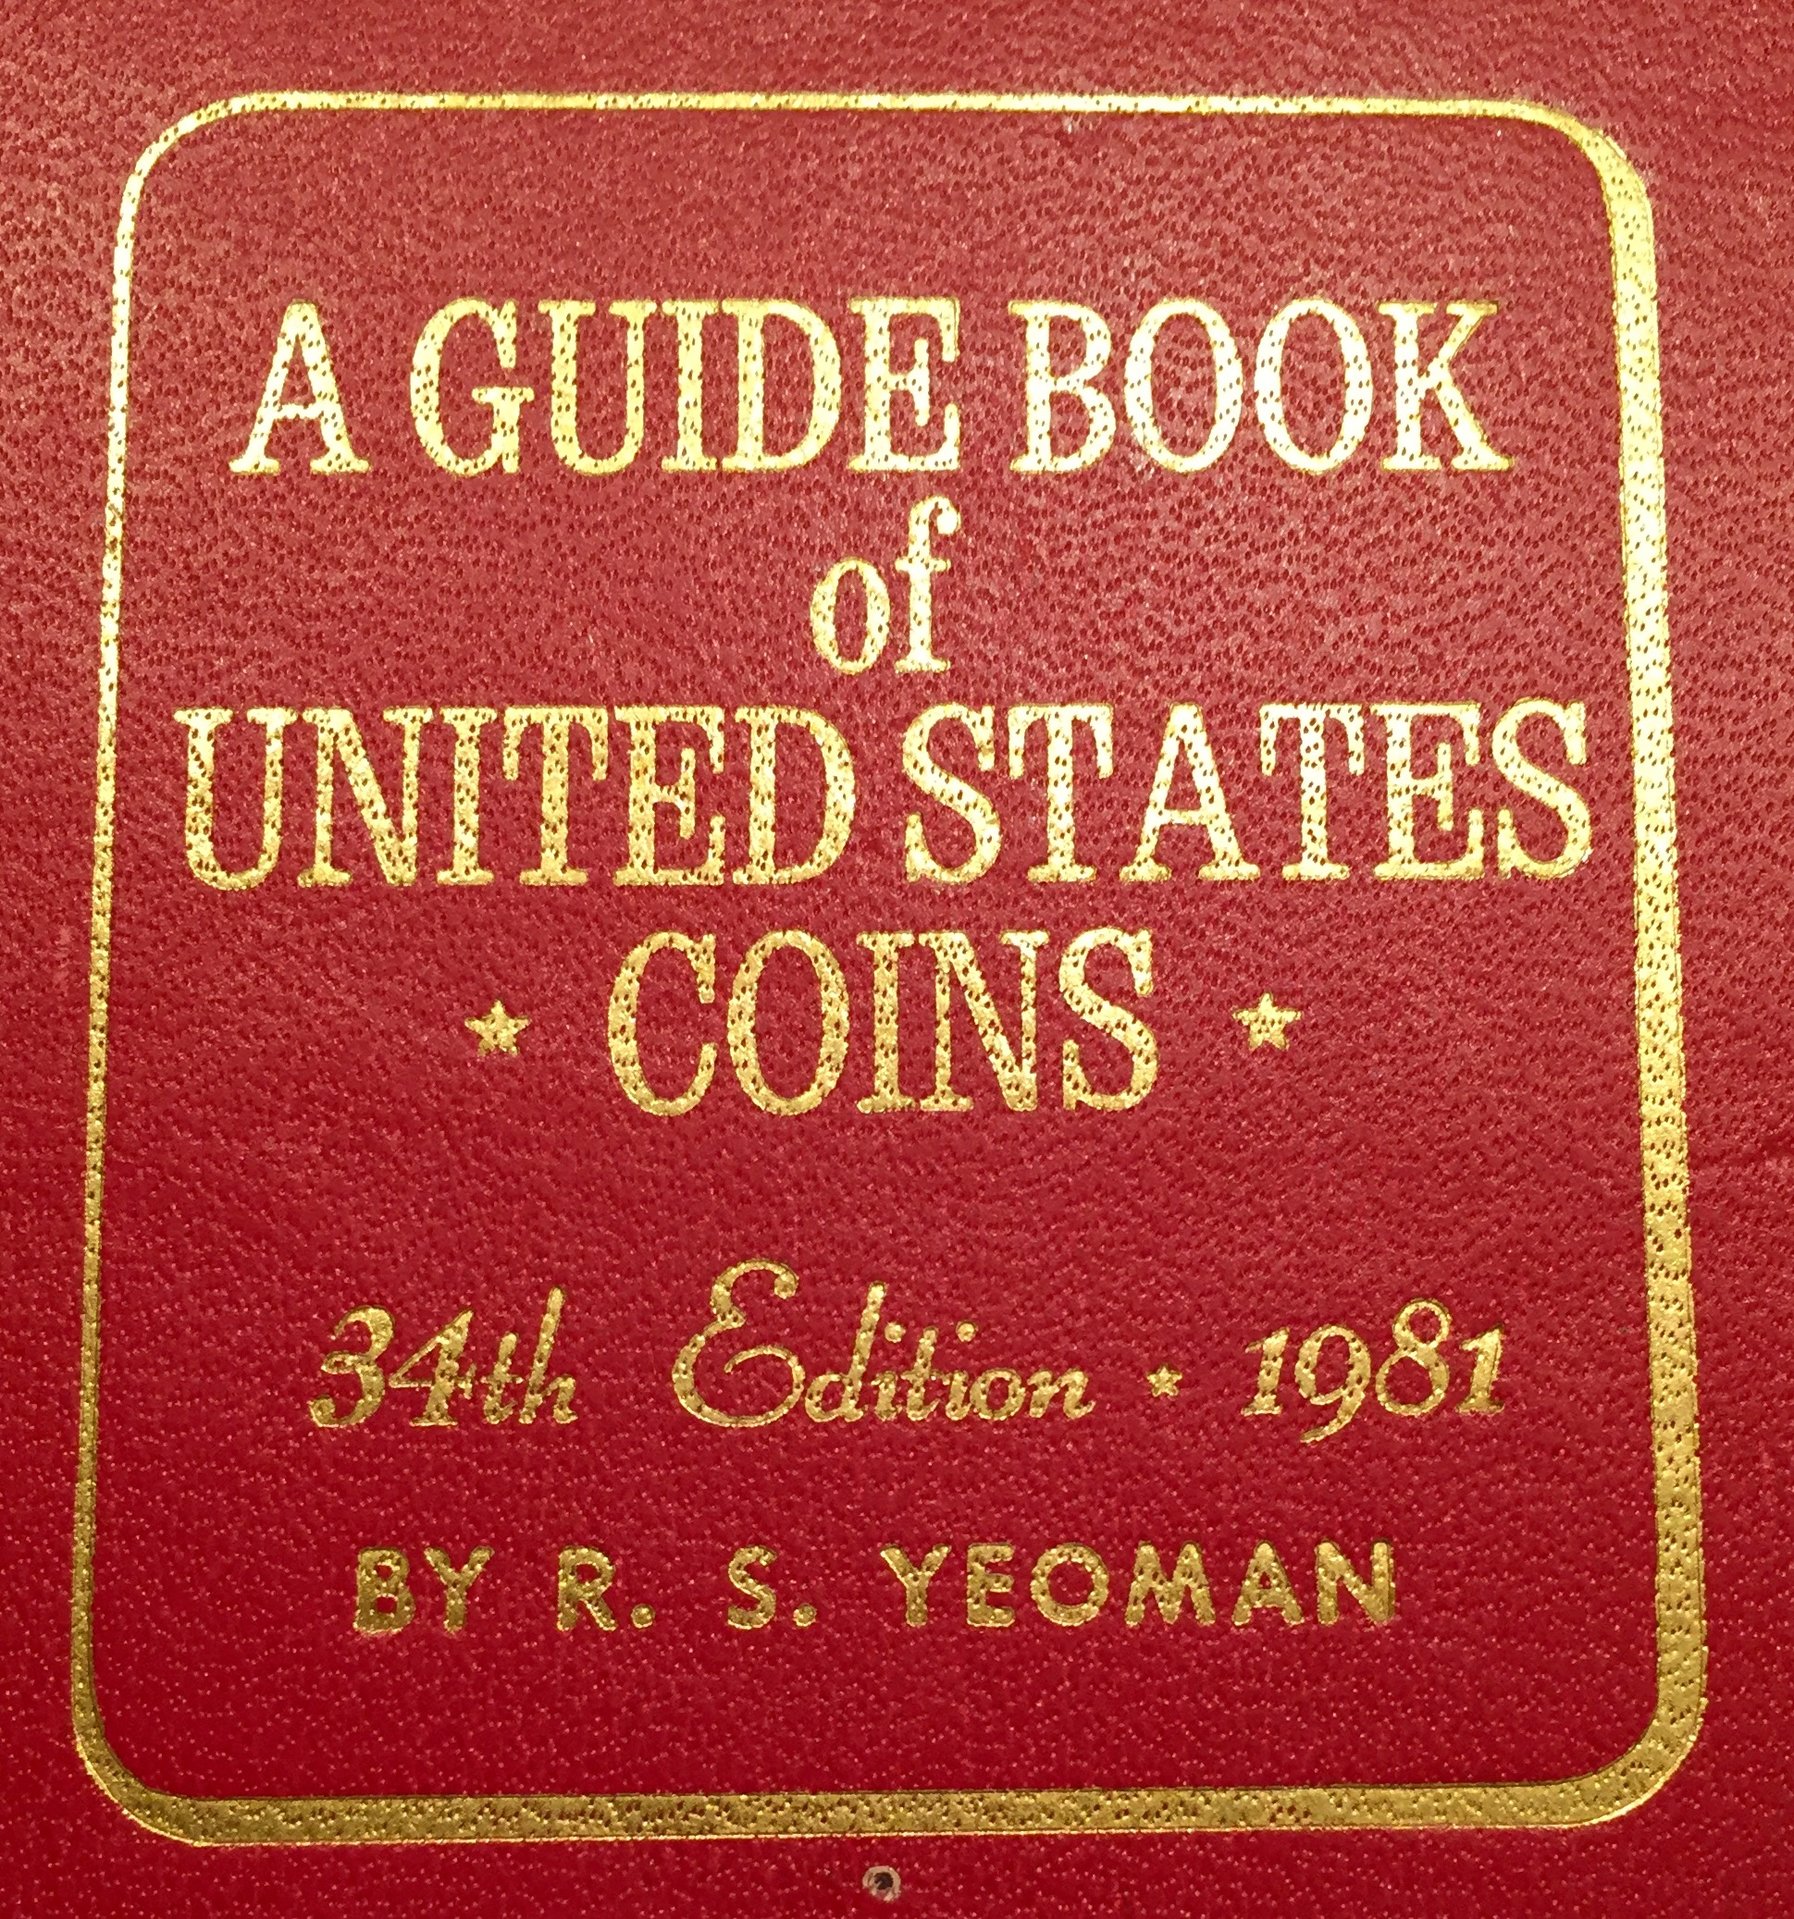 A GUIDE BOOK
of
UNITED STATES
★ COINS ★
34th Edition ★ 1981
BY R. S. YEOMAN